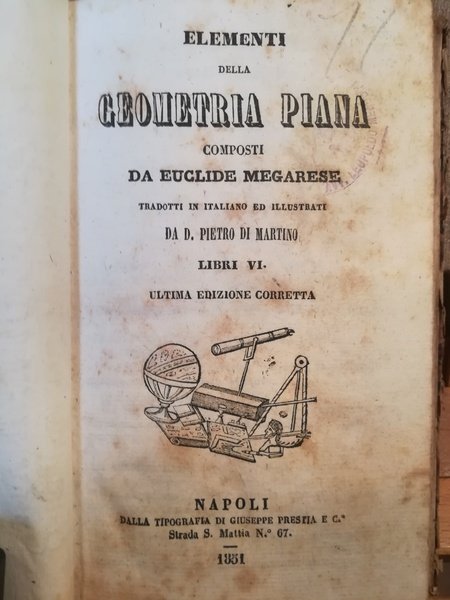 ELEMENTI
DELLA
GEOMETRIA PIANA
COMPOSTI
DA EUCLIDE MEGARESE
TRADOTTI IN ITALIANO ED ILLUSTRATI
DA D. PIETRO DI MARTINO
LIBRI VI.
ULTIMA EDIZIONE CORRETTA
NAPOLI
DALLA TIPOGRAFIA DI GIUSEPPE PRESTIA E C.ª
Strada S. Mattia N.º 67.
1851